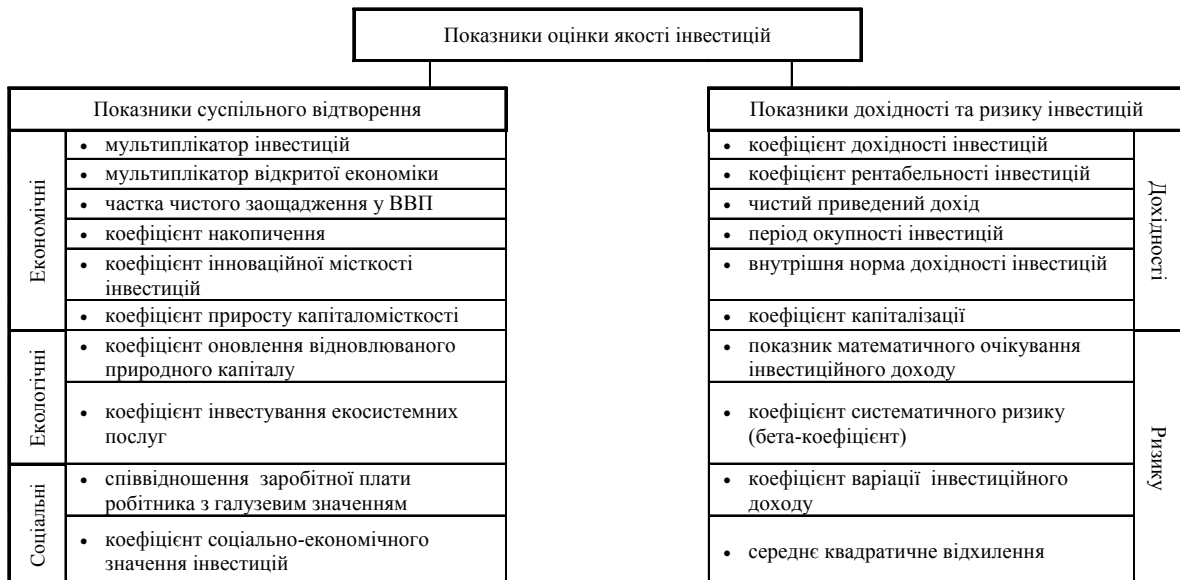 Показники оцінки якості інвестицій
Показники суспільного відтворення
Економічні
• мультиплікатор інвестицій
• мультиплікатор відкритої економіки
• частка чистого заощадження у ВВП
• коефіцієнт накопичення
• коефіцієнт інноваційної місткості
інвестицій
• коефіцієнт приросту капіталомісткості
Екологічні
• коефіцієнт оновлення відновлюваного
природного капіталу
• коефіцієнт інвестування екосистемних
послуг
Соціальні
• співвідношення заробітної плати
робітника з галузевим значенням
• коефіцієнт соціально-економічного
значення інвестицій
Показники дохідності та ризику інвестицій
Дохідності
• коефіцієнт дохідності інвестицій
• коефіцієнт рентабельності інвестицій
• чистий приведений дохід
• період окупності інвестицій
• внутрішня норма дохідності інвестицій
• коефіцієнт капіталізації
Ризику
• показник математичного очікування
інвестиційного доходу
• коефіцієнт систематичного ризику
(бета-коефіцієнт)
• коефіцієнт варіації інвестиційного
доходу
• середнє квадратичне відхилення